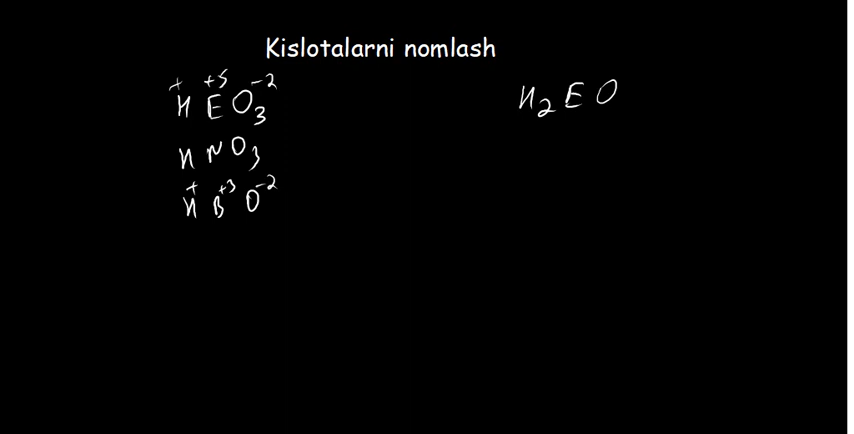 Kislotalarni nomlash
+ +5 -2
H E O3
H2 E O
H N O3
+ +3 -2
H B O